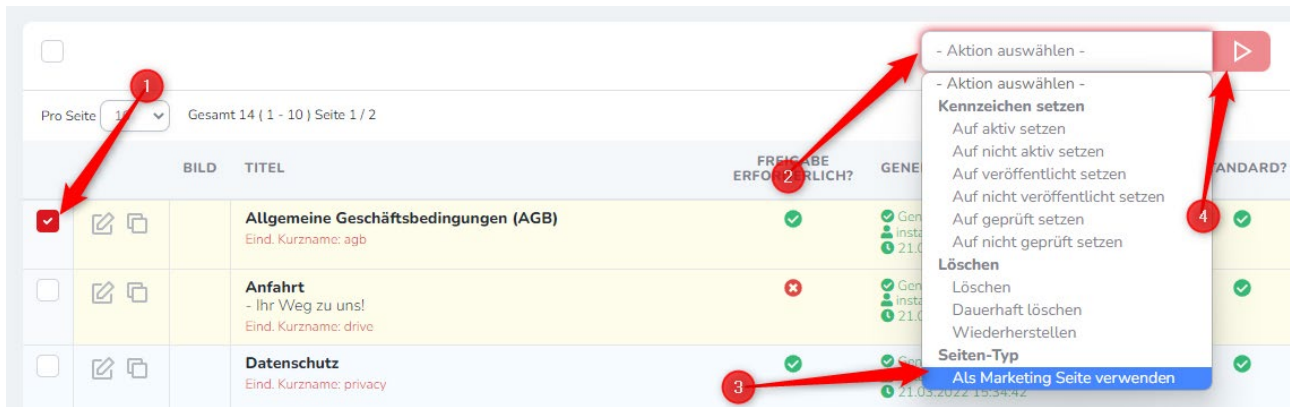 - Aktion auswählen -
- Aktion auswählen -
Kennzeichen setzen
Auf aktiv setzen
Auf nicht aktiv setzen
Auf veröffentlicht setzen
Auf nicht veröffentlicht setzen
Auf geprüft setzen
Auf nicht geprüft setzen
Löschen
Löschen
Dauerhaft löschen
Wiederherstellen
Seiten-Typ
Als Marketing Seite verwenden
1
2
3
4
Pro Seite 10 Gesamt 14 ( 1 - 10 ) Seite 1 / 2
BILD TITEL FREIGABE ERFORDERLICH?
Allgemeine Geschäftsbedingungen (AGB)
Eind. Kurzname: agb
Anfahrt
- Ihr Weg zu uns!
Eind. Kurzname: drive
Datenschutz
Eind. Kurzname: privacy
21.03.2022 15:34:42